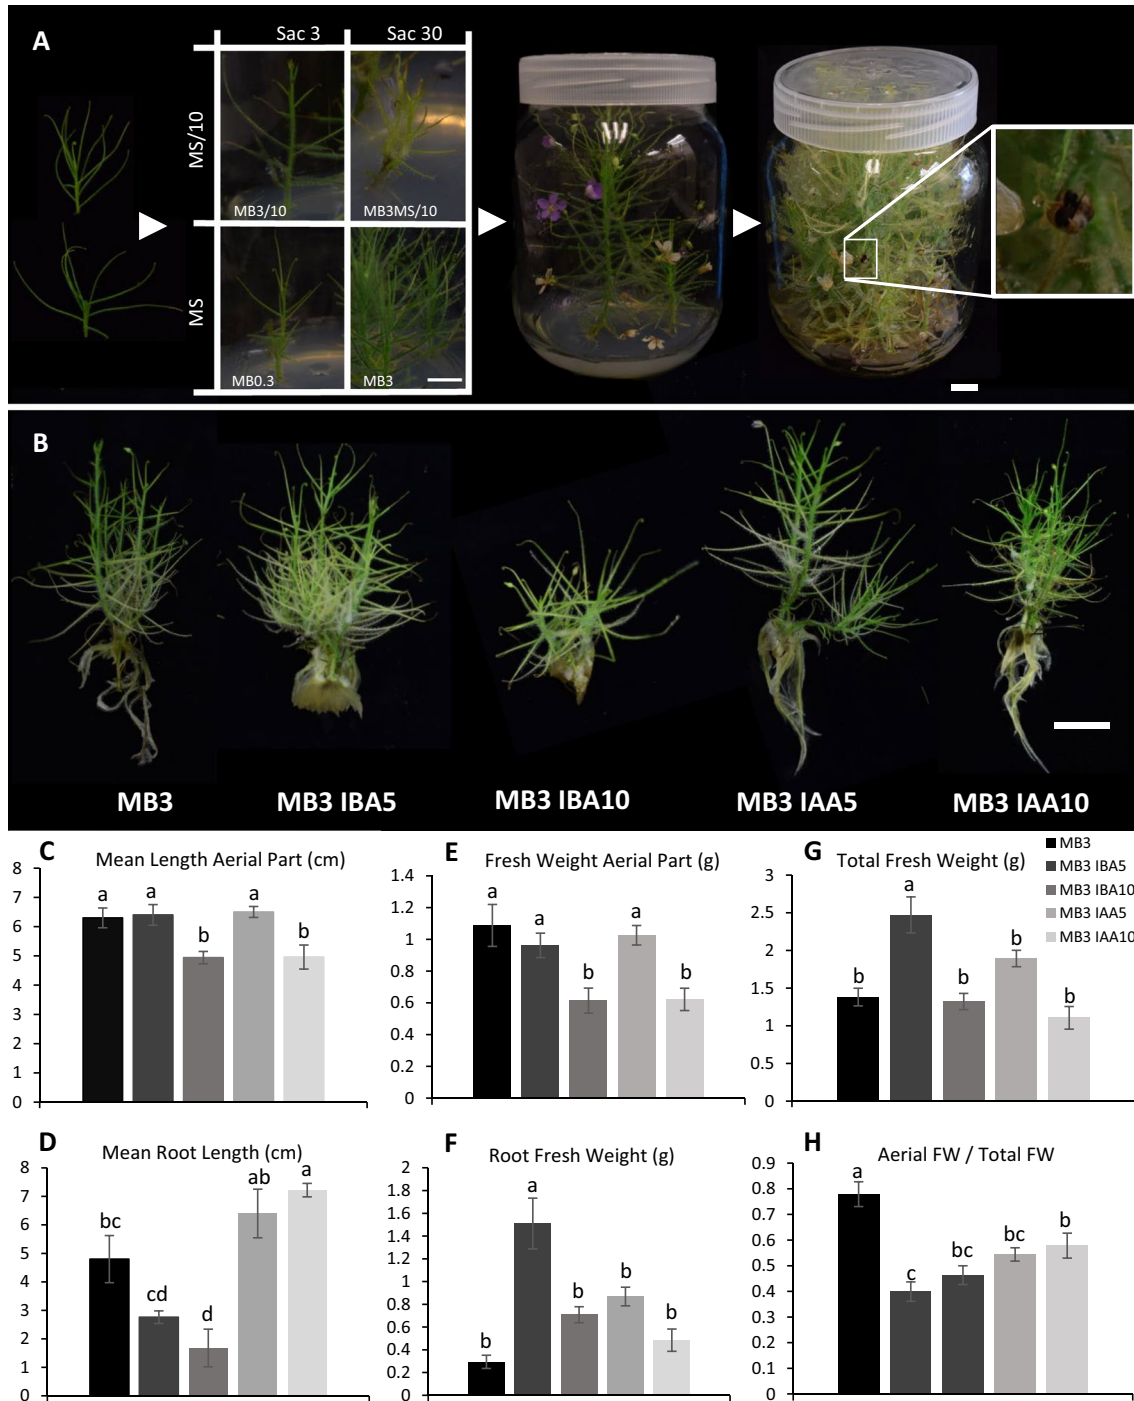 A
Sac 3
Sac 30
MS/10
MB3/10
MB3MS/10
MS
MB0.3
MB3
B
MB3
MB3 IBA5
MB3 IBA10
MB3 IAA5
MB3 IAA10
C
Mean Length Aerial Part (cm)
8
7
6
5
4
3
2
1
0
a
a
b
a
b
E
Fresh Weight Aerial Part (g)
1.4
1.2
1
0.8
0.6
0.4
0.2
0
a
a
b
a
b
G
Total Fresh Weight (g)
3
2.5
2
1.5
1
0.5
0
b
a
b
b
b
MB3
MB3 IBA5
MB3 IBA10
MB3 IAA5
MB3 IAA10
D
Mean Root Length (cm)
8
7
6
5
4
3
2
1
0
bc
cd
d
ab
a
F
Root Fresh Weight (g)
2
1.8
1.6
1.4
1.2
1
0.8
0.6
0.4
0.2
0
b
a
b
b
b
H
Aerial FW / Total FW
0.9
0.8
0.7
0.6
0.5
0.4
0.3
0.2
0.1
0
a
c
bc
bc
b